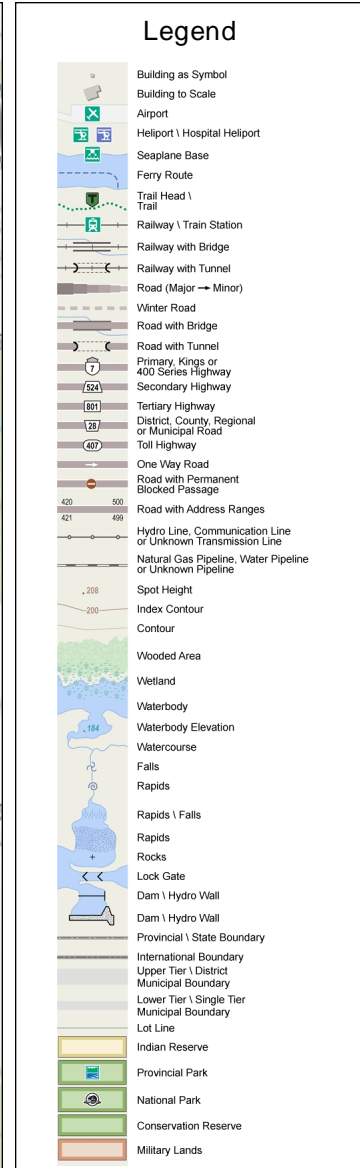 Legend
Building as Symbol
Building to Scale
Airport
Heliport \ Hospital Heliport
Seaplane Base
Ferry Route
T
Trail Head \
Trail
Railway \ Train Station
Railway with Bridge
Railway with Tunnel
Road (Major → Minor)
Winter Road
Road with Bridge
Road with Tunnel
7
Primary, Kings or
400 Series Highway
524 Secondary Highway
801 Tertiary Highway
28
District, County, Regional
or Municipal Road
407 Toll Highway
One Way Road
Road with Permanent
Blocked Passage
420 500
Road with Address Ranges
421 499
Hydro Line, Communication Line
or Unknown Transmission Line
Natural Gas Pipeline, Water Pipeline
or Unknown Pipeline
.208 Spot Height
200 Index Contour
Contour
Wooded Area
Wetland
Waterbody
.184 Waterbody Elevation
Watercourse
Falls
Rapids
Rapids \ Falls
Rapids
Rocks
Lock Gate
Dam \ Hydro Wall
Dam \ Hydro Wall
Provincial \ State Boundary
International Boundary
Upper Tier \ District
Municipal Boundary
Lower Tier \ Single Tier
Municipal Boundary
Lot Line
Indian Reserve
Provincial Park
National Park
Conservation Reserve
Military Lands